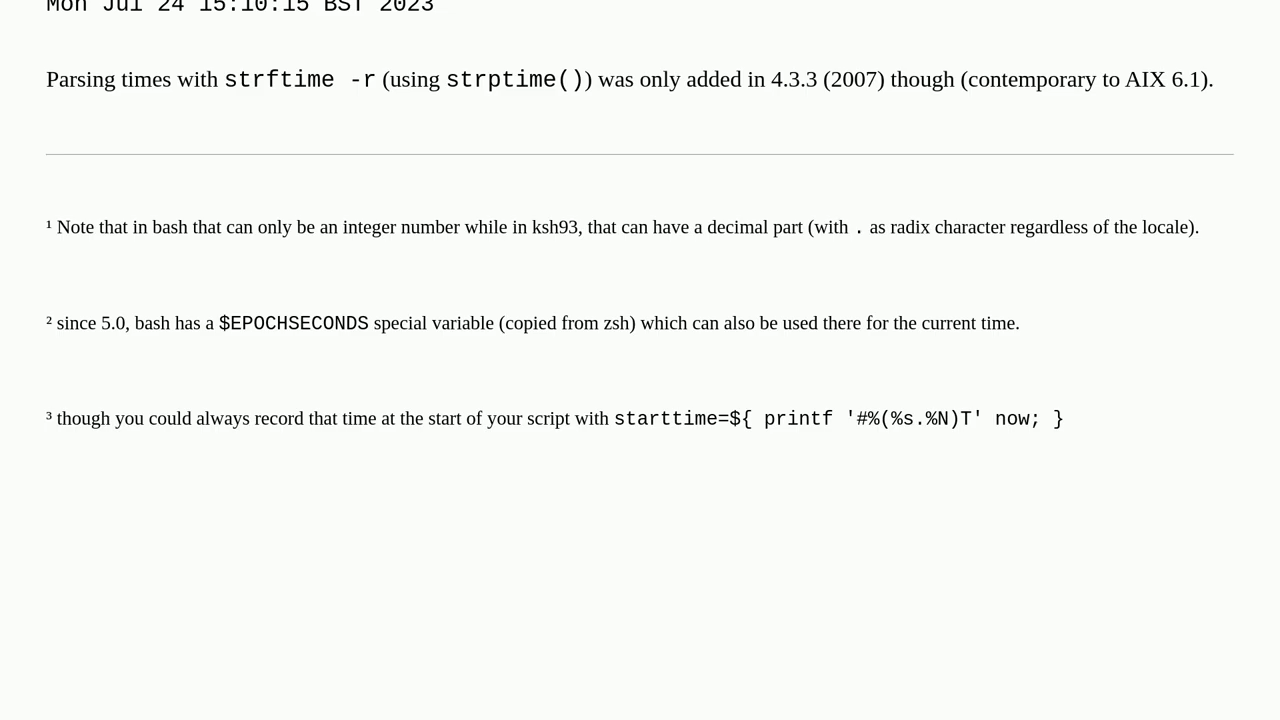 Mon Jul 24 15:10:15 BST 2023
Parsing times with strftime -r (using strptime()) was only added in 4.3.3 (2007) though (contemporary to AIX 6.1).
¹ Note that in bash that can only be an integer number while in ksh93, that can have a decimal part (with . as radix character regardless of the locale).
² since 5.0, bash has a $EPOCHSECONDS special variable (copied from zsh) which can also be used there for the current time.
³ though you could always record that time at the start of your script with starttime=${ printf '#%(%s.%N)T' now; }